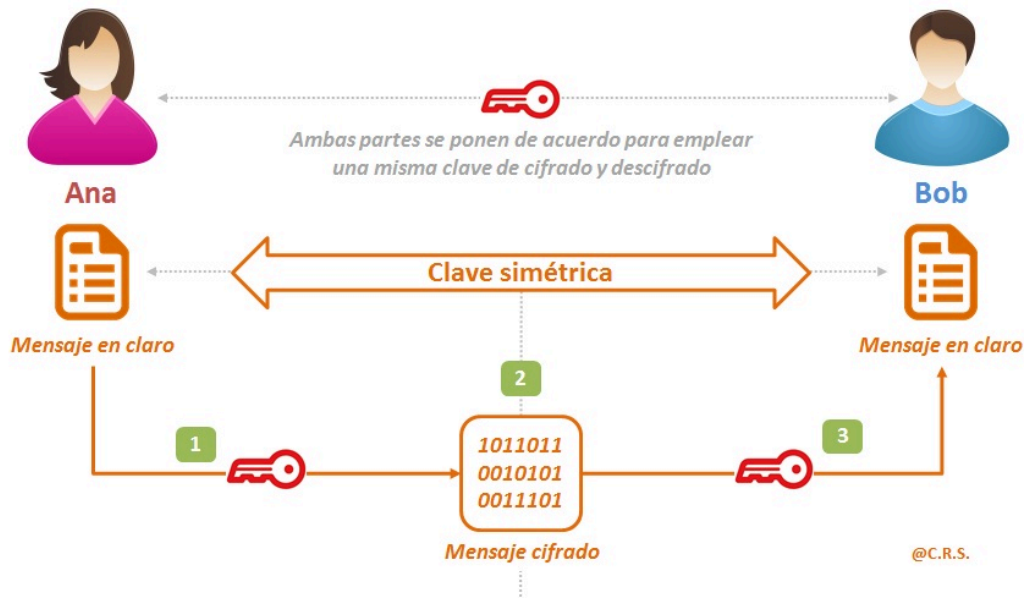 Ambas partes se ponen de acuerdo para emplear
una misma clave de cifrado y descifrado
Ana
Bob
Clave simétrica
Mensaje en claro
Mensaje en claro
2
1
3
1011011
0010101
0011101
Mensaje cifrado
@C.R.S.